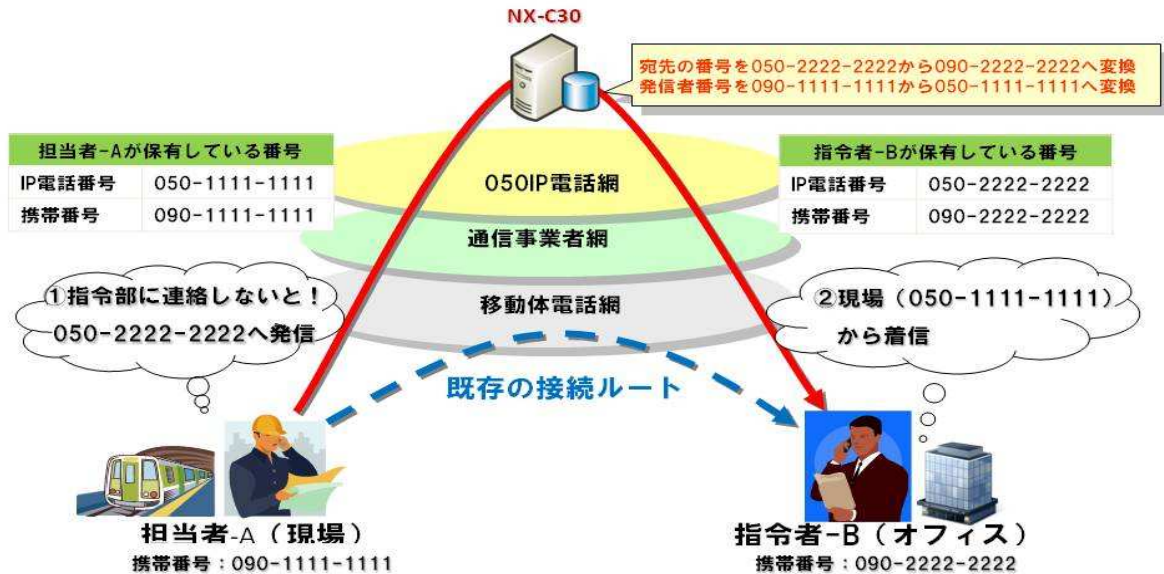 NX-C30
宛先の番号を050-2222-2222から090-2222-2222へ変換
発信者番号を090-1111-1111から050-1111-1111へ変換
担当者-Aが保有している番号
IP電話番号 050-1111-1111
携帯番号 090-1111-1111
指令者-Bが保有している番号
IP電話番号 050-2222-2222
携帯番号 090-2222-2222
050IP電話網
通信事業者網
移動体電話網
①指令部に連絡しないと！
050-2222-2222へ発信
②現場（050-1111-1111）
から着信
既存の接続ルート
担当者-A（現場）
携帯番号：090-1111-1111
指令者-B（オフィス）
携帯番号：090-2222-2222